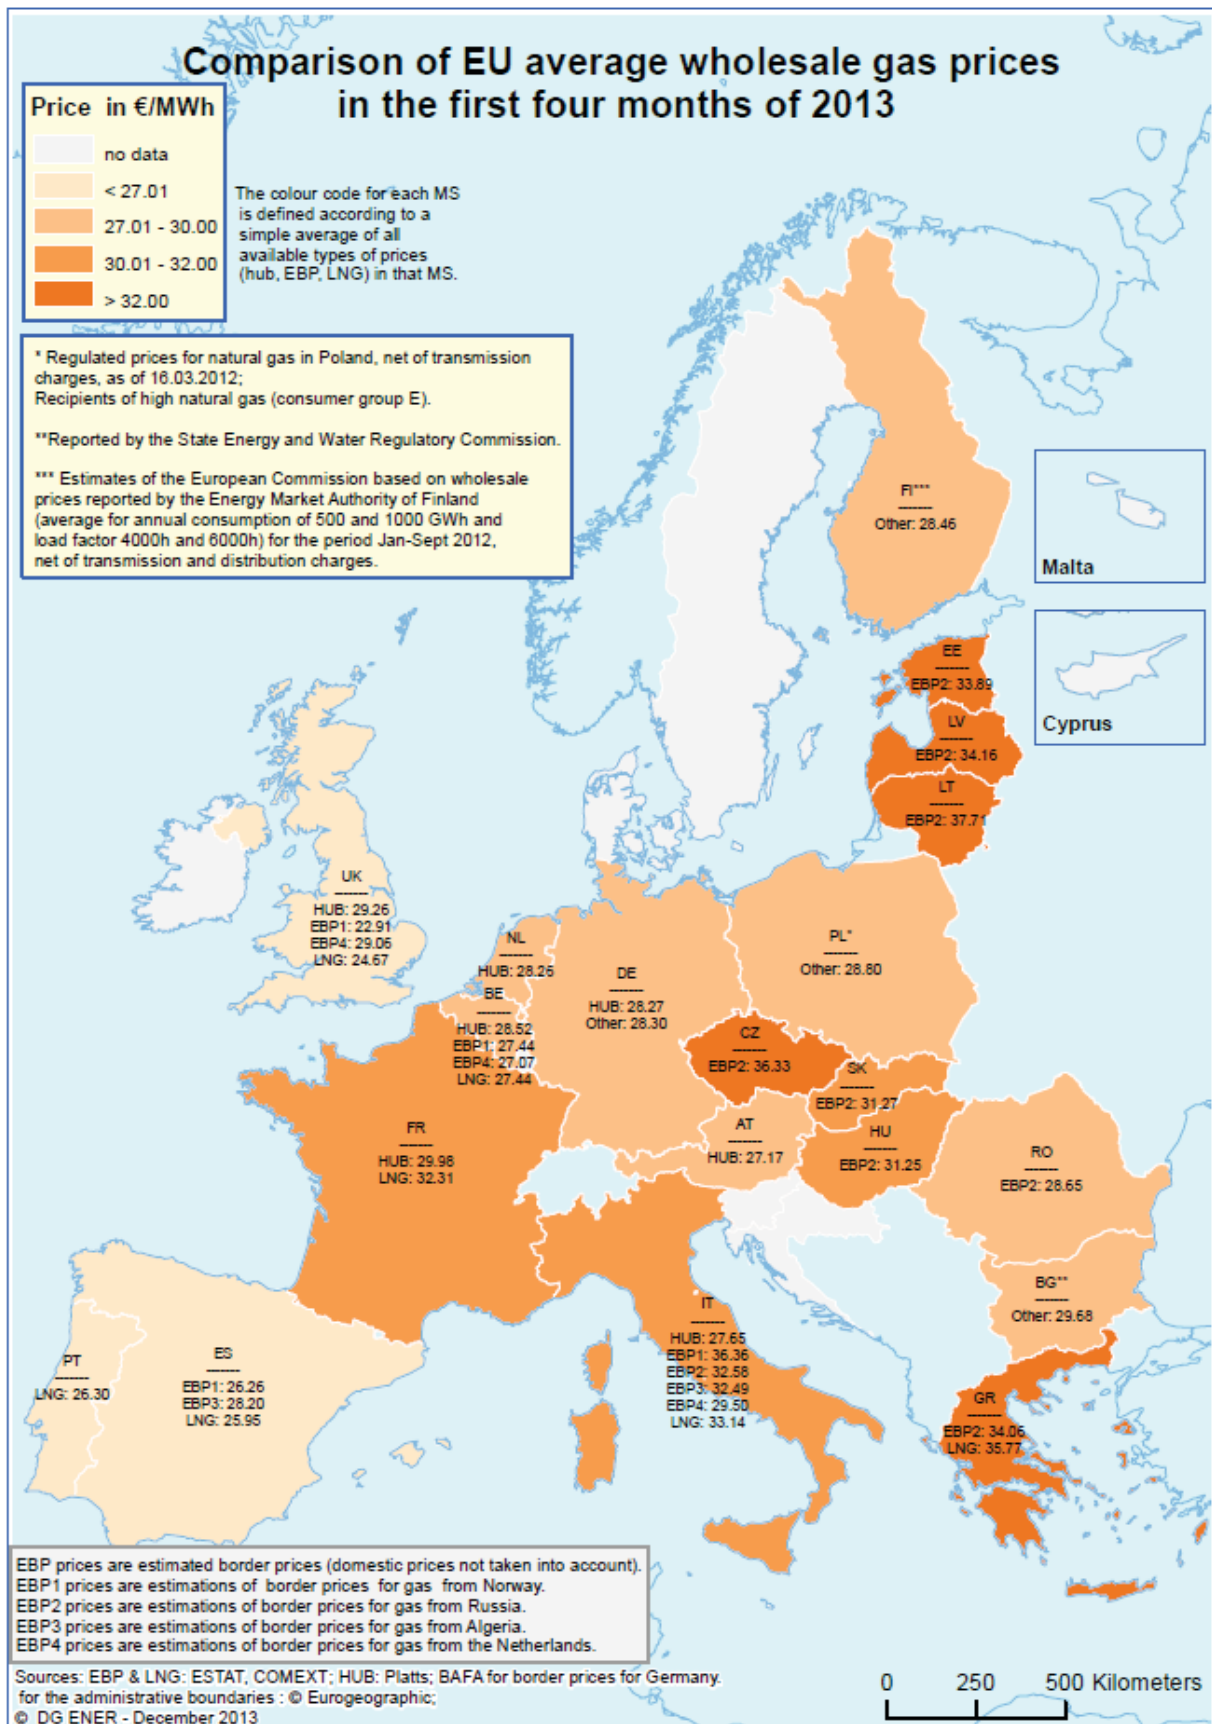 Comparison of EU average wholesale gas prices
in the first four months of 2013
Price in €/MWh
no data
< 27.01
27.01 - 30.00
30.01 - 32.00
> 32.00
The colour code for each MS
is defined according to a
simple average of all
available types of prices
(hub, EBP, LNG) in that MS.
* Regulated prices for natural gas in Poland, net of transmission
charges, as of 16.03.2012;
Recipients of high natural gas (consumer group E).
**Reported by the State Energy and Water Regulatory Commission.
*** Estimates of the European Commission based on wholesale
prices reported by the Energy Market Authority of Finland
(average for annual consumption of 500 and 1000 GWh and
load factor 4000h and 6000h) for the period Jan-Sept 2012,
net of transmission and distribution charges.
FI***
-------
Other: 28.46
Malta
Cyprus
EE
-------
EBP2: 33.89
LV
-------
EBP2: 34.16
LT
-------
EBP2: 37.71
UK
-------
HUB: 29.26
EBP1: 22.91
EBP4: 29.06
LNG: 24.67
NL
-------
HUB: 28.26
BE
-------
HUB: 28.52
EBP1: 27.44
EBP4: 27.07
LNG: 27.44
DE
-------
HUB: 28.27
Other: 28.30
PL*
-------
Other: 28.80
CZ
-------
EBP2: 36.33
SK
-------
EBP2: 31.27
AT
-------
HUB: 27.17
HU
-------
EBP2: 31.25
RO
-------
EBP2: 28.65
FR
-------
HUB: 29.98
LNG: 32.31
BG**
-------
Other: 29.68
IT
-------
HUB: 27.65
EBP1: 36.36
EBP2: 32.58
EBP3: 32.49
EBP4: 29.50
LNG: 33.14
PT
-------
LNG: 26.30
ES
-------
EBP1: 26.26
EBP3: 28.20
LNG: 25.95
GR
-------
EBP2: 34.06
LNG: 35.77
EBP prices are estimated border prices (domestic prices not taken into account).
EBP1 prices are estimations of border prices for gas from Norway.
EBP2 prices are estimations of border prices for gas from Russia.
EBP3 prices are estimations of border prices for gas from Algeria.
EBP4 prices are estimations of border prices for gas from the Netherlands.
Sources: EBP & LNG: ESTAT, COMEXT; HUB: Platts; BAFA for border prices for Germany.
for the administrative boundaries : © Eurogeographic;
© DG ENER - December 2013
0 250 500 Kilometers